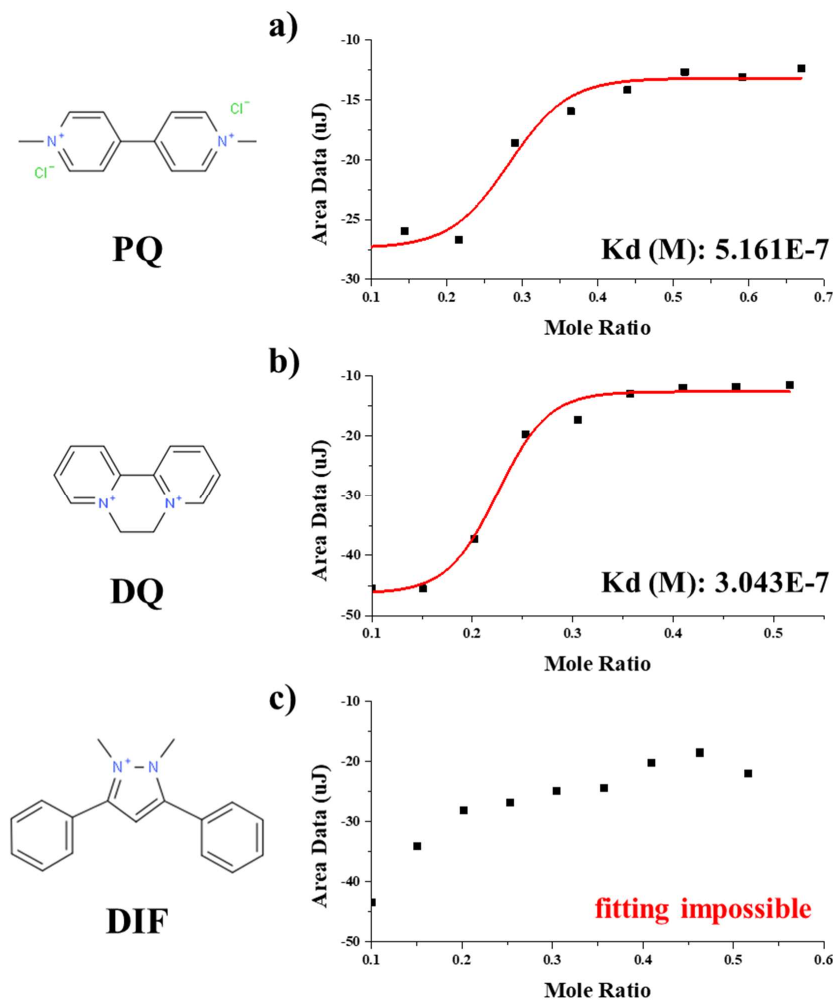 a)
Cl⁻
N⁺
N⁺
Cl⁻
PQ
-10
-15
-20
-25
-30
Area Data (uJ)
Kd (M): 5.161E-7
0.1 0.2 0.3 0.4 0.5 0.6 0.7
Mole Ratio
b)
N⁺ N⁺
DQ
-10
-20
-30
-40
-50
Area Data (uJ)
Kd (M): 3.043E-7
0.1 0.2 0.3 0.4 0.5
Mole Ratio
c)
N⁺ N
DIF
-10
-20
-30
-40
-50
Area Data (uJ)
fitting impossible
0.1 0.2 0.3 0.4 0.5 0.6
Mole Ratio